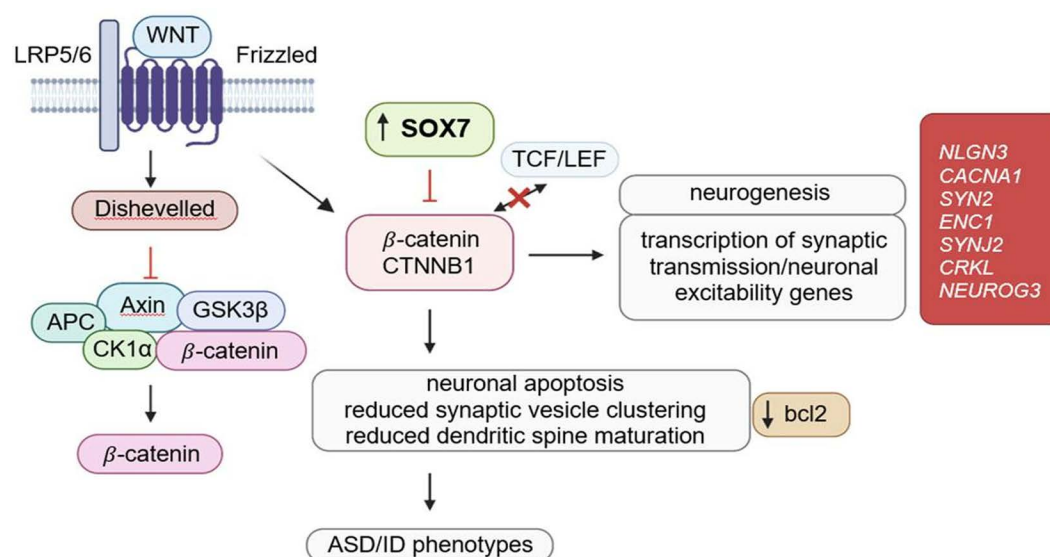 WNT
LRP5/6
Frizzled
Dishevelled
Axin
APC
GSK3β
CK1α
β-catenin
β-catenin
↑ SOX7
TCF/LEF
β-catenin
CTNNB1
neurogenesis
transcription of synaptic
transmission/neuronal
excitability genes
NLGN3
CACNA1
SYN2
ENC1
SYNJ2
CRKL
NEUROG3
neuronal apoptosis
reduced synaptic vesicle clustering
reduced dendritic spine maturation
↓ bcl2
ASD/ID phenotypes